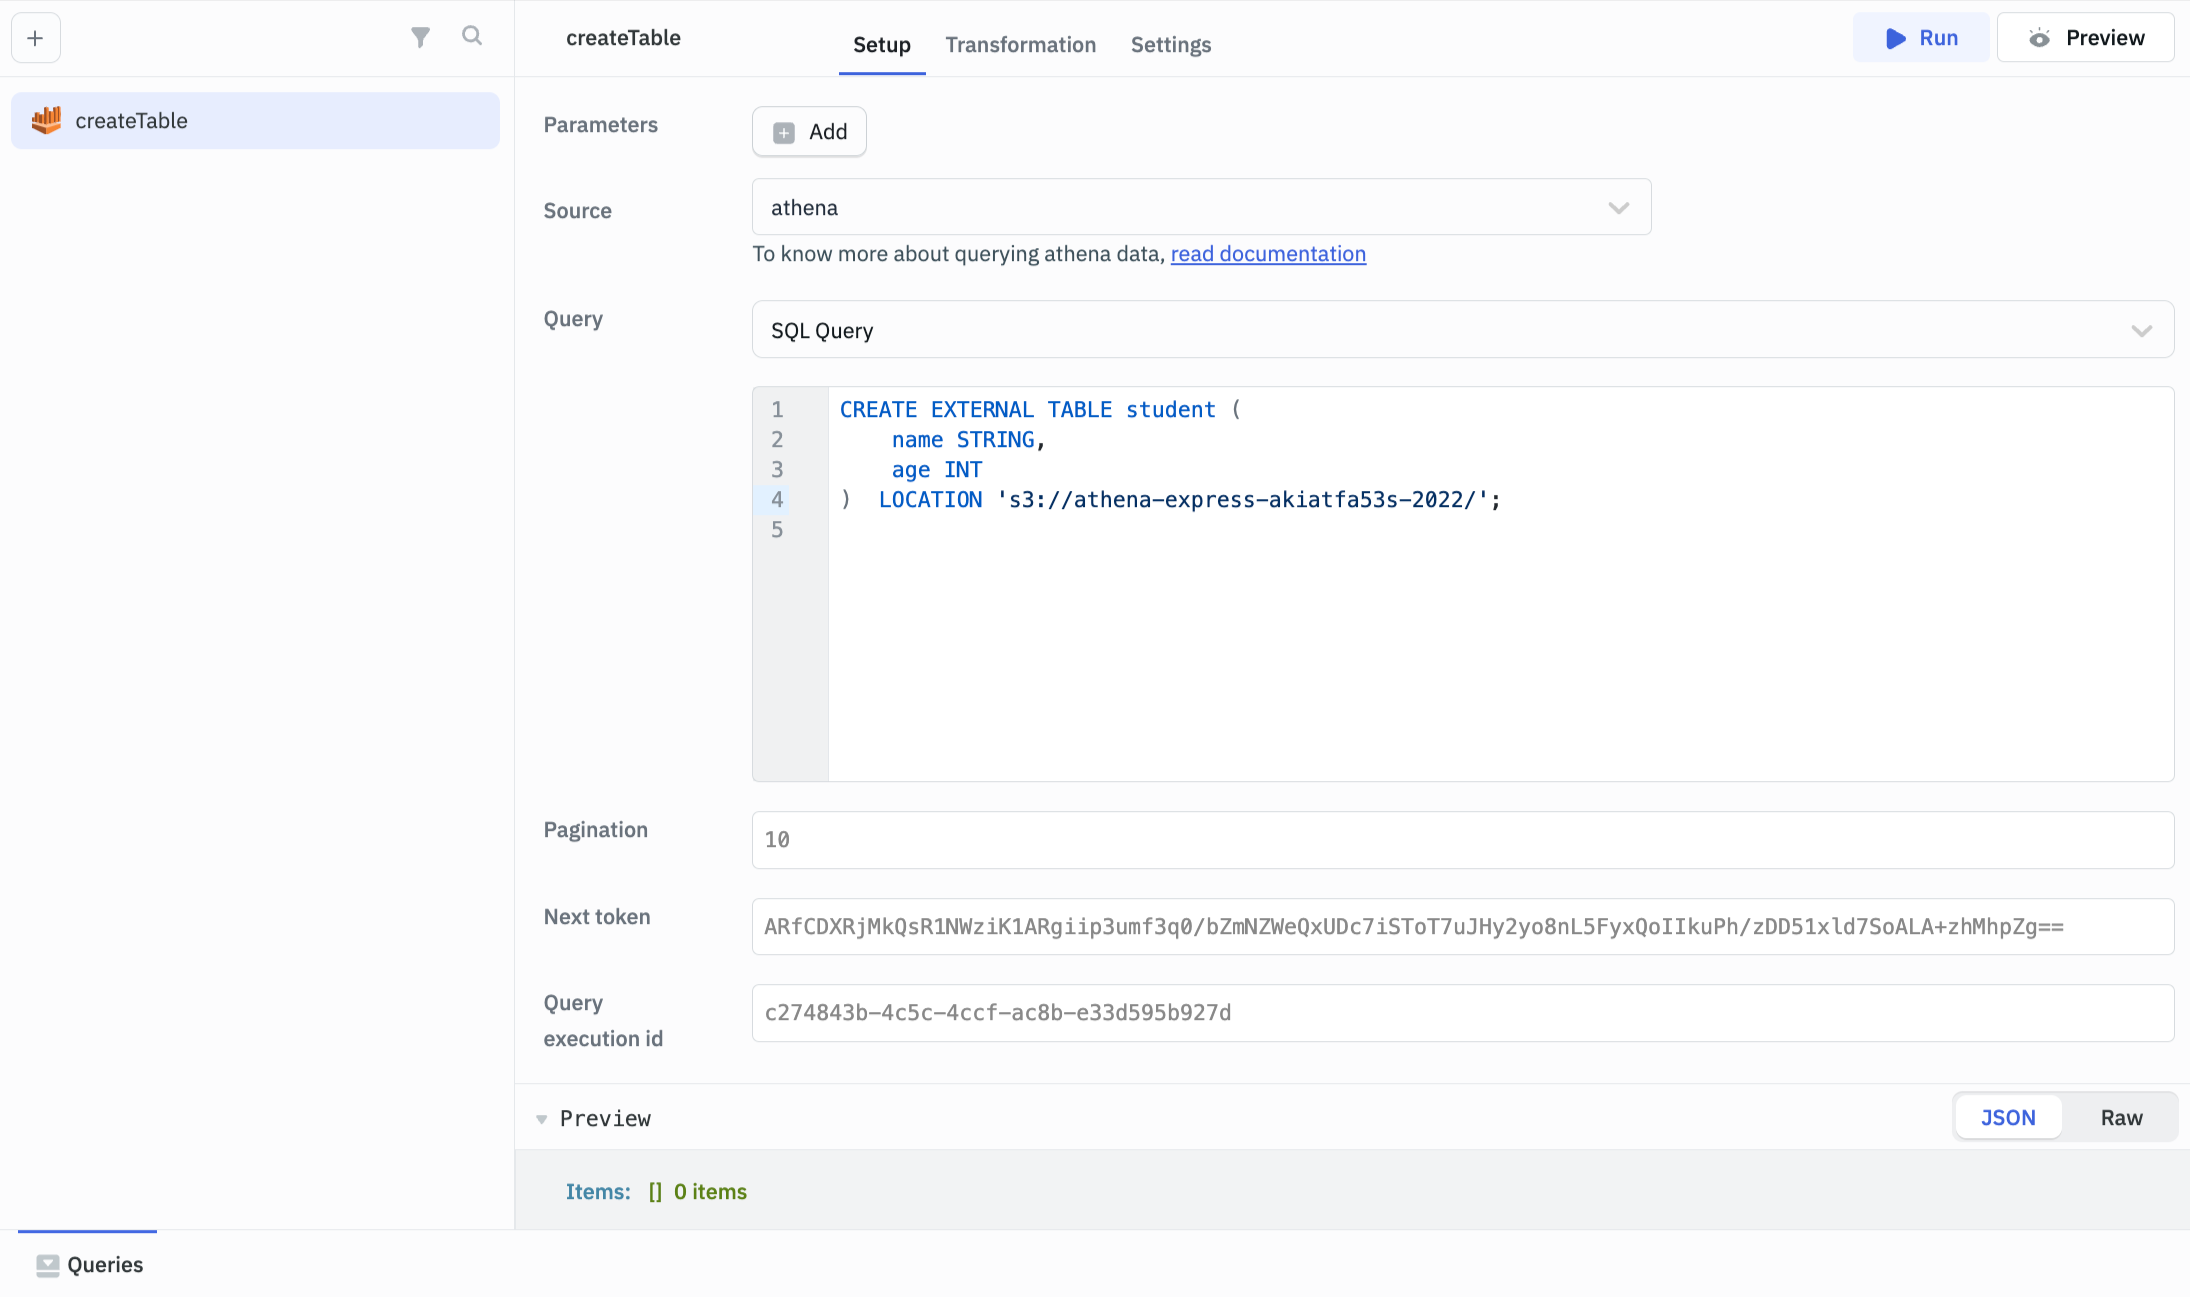 createTable
Setup
Transformation
Settings
Run
Preview
createTable
Parameters
Add
Source
athena
To know more about querying athena data, read documentation
Query
SQL Query
1 CREATE EXTERNAL TABLE student (
2 name STRING,
3 age INT
4 ) LOCATION 's3://athena-express-akiatfa53s-2022/';
5
Pagination
10
Next token
ARfCDXRjMkQsR1NWziK1ARgiip3umf3q0/bZmNZWeQxUDc7iSToT7uJHy2yo8nL5FyxQoIIkuPh/zDD51xld7SoALA+zhMhpZg==
Query
execution id
c274843b-4c5c-4ccf-ac8b-e33d595b927d
Preview
JSON
Raw
Items: [] 0 items
Queries